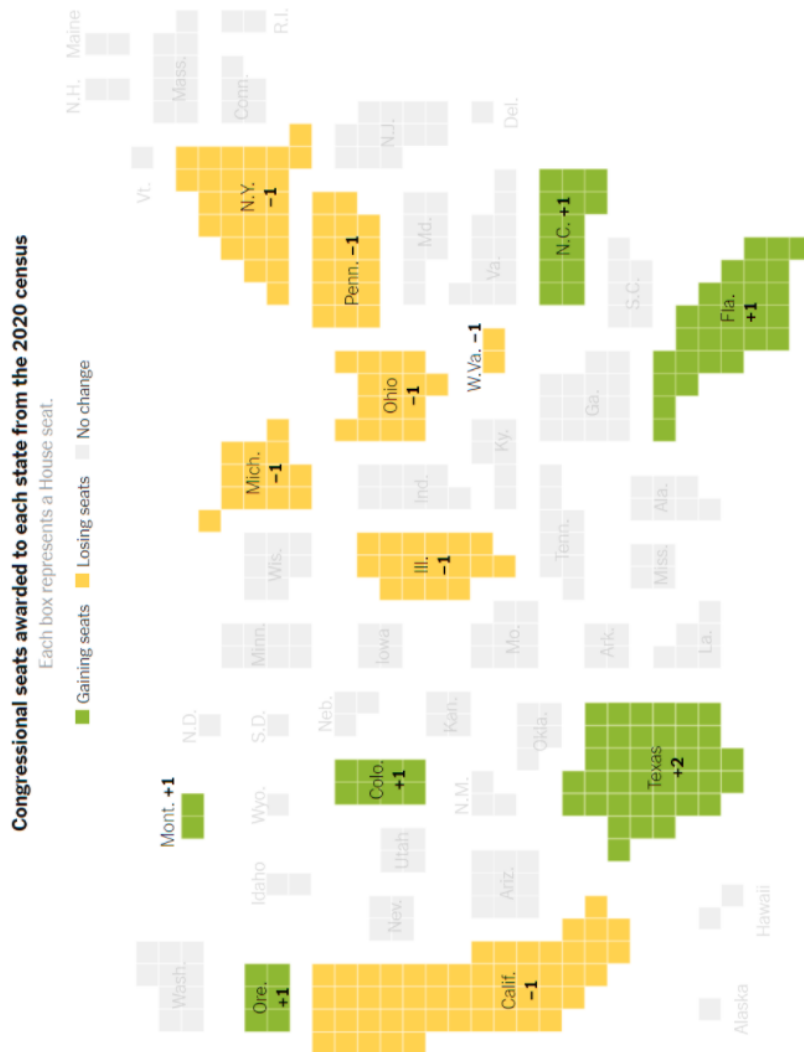 Congressional seats awarded to each state from the 2020 census
Each box represents a House seat.
Gaining seats Losing seats No change
Maine
N.H.
Vt.
Mass.
R.I.
Conn.
Wash.
Mont. +1
N.D.
Minn.
Wis.
Mich.
−1
N.Y.
−1
Ore.
+1
Idaho
Wyo.
S.D.
Neb.
Iowa
Ill.
−1
Ind.
Ohio
−1
Penn. −1
N.J.
Calif.
−1
Nev.
Utah
Colo.
+1
Kan.
Mo.
Ky.
W.Va. −1
Md.
Va.
Del.
Ariz.
N.M.
Okla.
Ark.
Tenn.
N.C. +1
Texas
+2
La.
Miss.
Ala.
Ga.
S.C.
Fla.
+1
Alaska
Hawaii